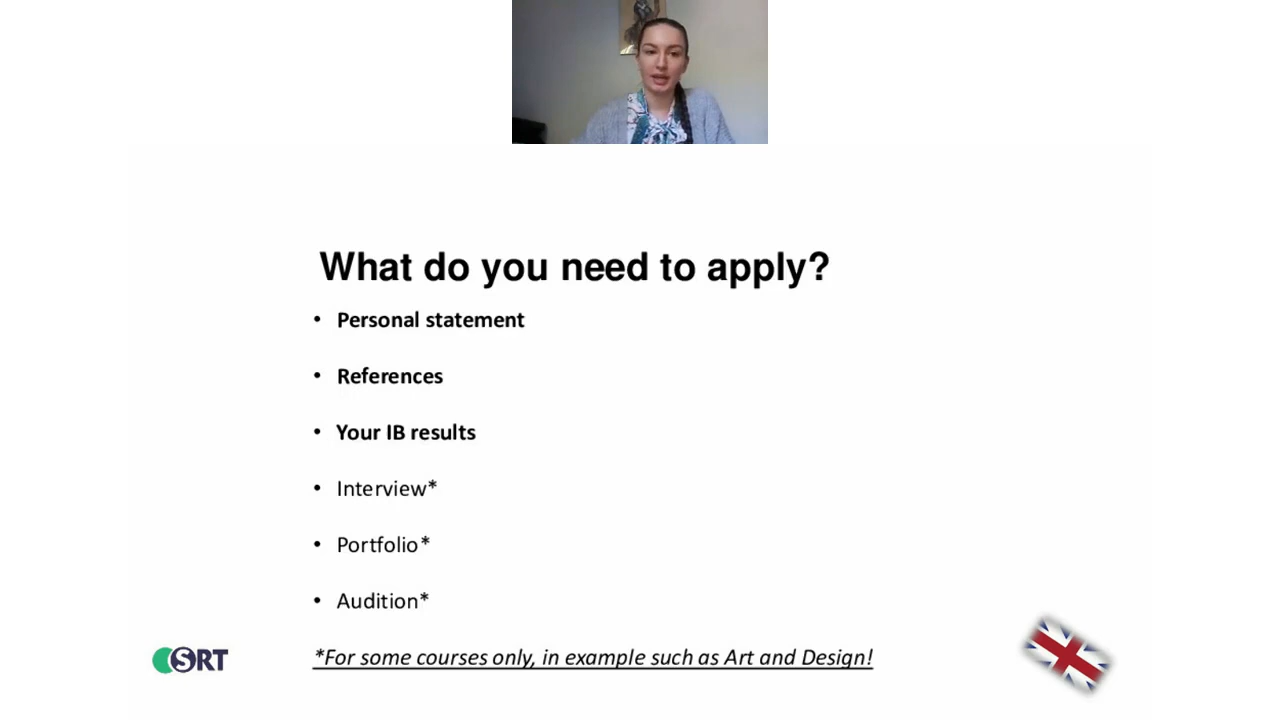 What do you need to apply?
• Personal statement
• References
• Your IB results
• Interview*
• Portfolio*
• Audition*
*For some courses only, in example such as Art and Design!
SRT